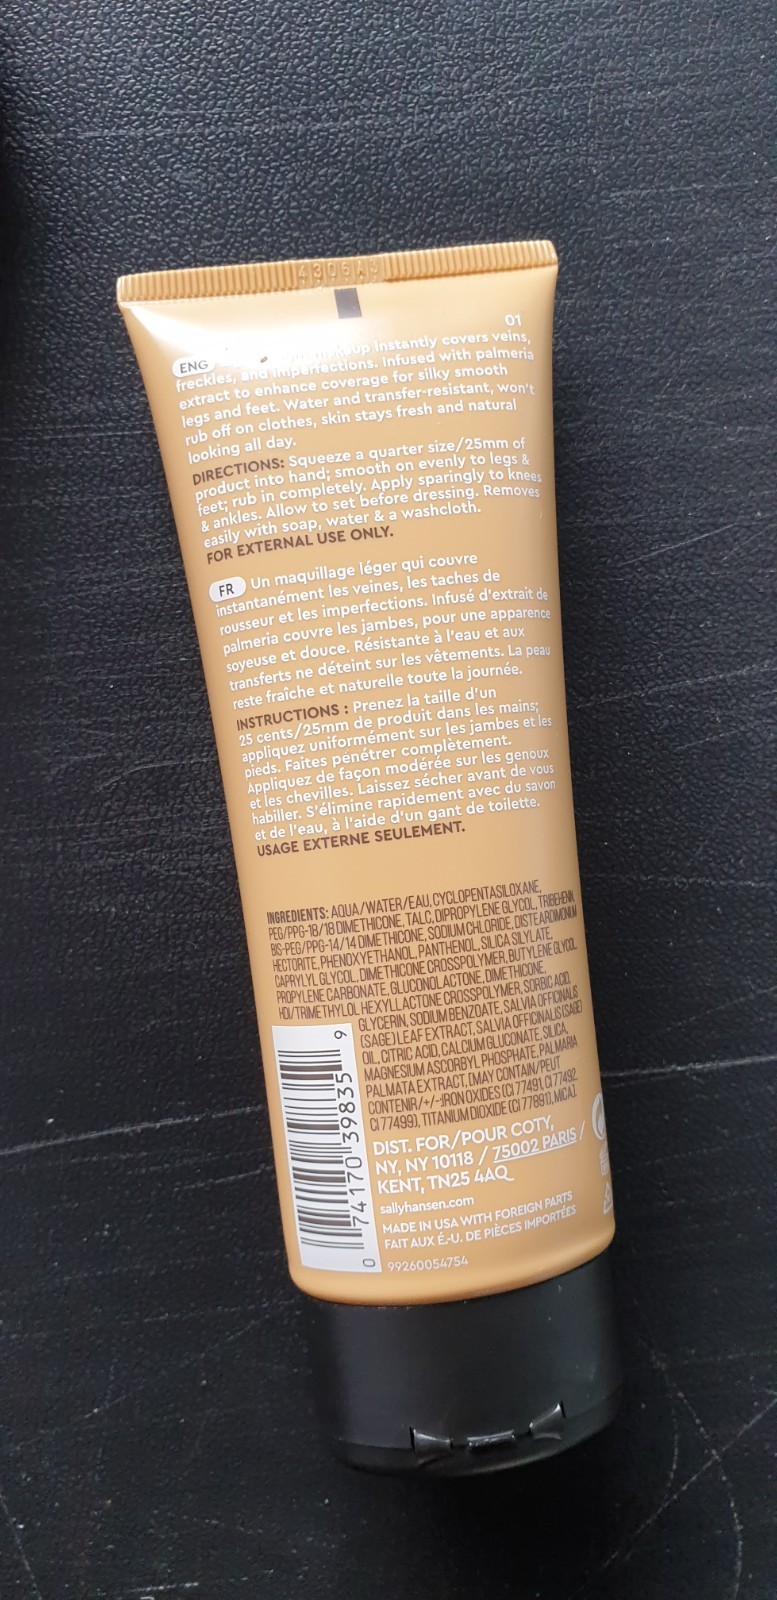 4306A
01
ENG makeup instantly covers veins,
freckles, and imperfections. Infused with palmeria
extract to enhance coverage for silky smooth
legs and feet. Water and transfer-resistant, won't
rub off on clothes, skin stays fresh and natural
looking all day.
DIRECTIONS: Squeeze a quarter size/25mm of
product into hand; smooth on evenly to legs &
feet; rub in completely. Apply sparingly to knees
& ankles. Allow to set before dressing. Removes
easily with soap, water & a washcloth.
FOR EXTERNAL USE ONLY.
FR Un maquillage léger qui couvre
instantanément les veines, les taches de
rousseur et les imperfections. Infusé d'extrait de
palmeria couvre les jambes, pour une apparence
soyeuse et douce. Résistante à l'eau et aux
transferts ne déteint sur les vêtements. La peau
reste fraîche et naturelle toute la journée.
INSTRUCTIONS : Prenez la taille d'un
25 cents/25mm de produit dans les mains;
appliquez uniformément sur les jambes et les
pieds. Faites pénétrer complètement.
Appliquez de façon modérée sur les genoux
et les chevilles. Laissez sécher avant de vous
habiller. S'élimine rapidement avec du savon
et de l'eau, à l'aide d'un gant de toilette.
USAGE EXTERNE SEULEMENT.
INGREDIENTS: AQUA/WATER/EAU, CYCLOPENTASILOXANE,
PEG/PPG-18/18 DIMETHICONE, TALC, DIPROPYLENE GLYCOL, TRIBEHENIN,
BIS-PEG/PPG-14/14 DIMETHICONE, SODIUM CHLORIDE, DISTEARDIMONIUM
HECTORITE, PHENOXYETHANOL, PANTHENOL, SILICA SILYLATE,
CAPRYLYL GLYCOL, DIMETHICONE CROSSPOLYMER, BUTYLENE GLYCOL,
PROPYLENE CARBONATE, GLUCONOLACTONE, DIMETHICONE,
HDI/TRIMETHYLOL HEXYLLACTONE CROSSPOLYMER, SORBIC ACID,
GLYCERIN, SODIUM BENZOATE, SALVIA OFFICINALIS
(SAGE) LEAF EXTRACT, SALVIA OFFICINALIS (SAGE)
OIL, CITRIC ACID, CALCIUM GLUCONATE, SILICA,
MAGNESIUM ASCORBYL PHOSPHATE, PALMARIA
PALMATA EXTRACT, [MAY CONTAIN/PEUT
CONTENIR/+/-:IRON OXIDES (CI 77491, CI 77492,
CI 77499), TITANIUM DIOXIDE (CI 77891), MICA].
0 74170 39835 9
DIST. FOR/POUR COTY,
NY, NY 10118 / 75002 PARIS /
KENT, TN25 4AQ
sallyhansen.com
MADE IN USA WITH FOREIGN PARTS
FAIT AUX É.-U. DE PIÈCES IMPORTÉES
99260054754